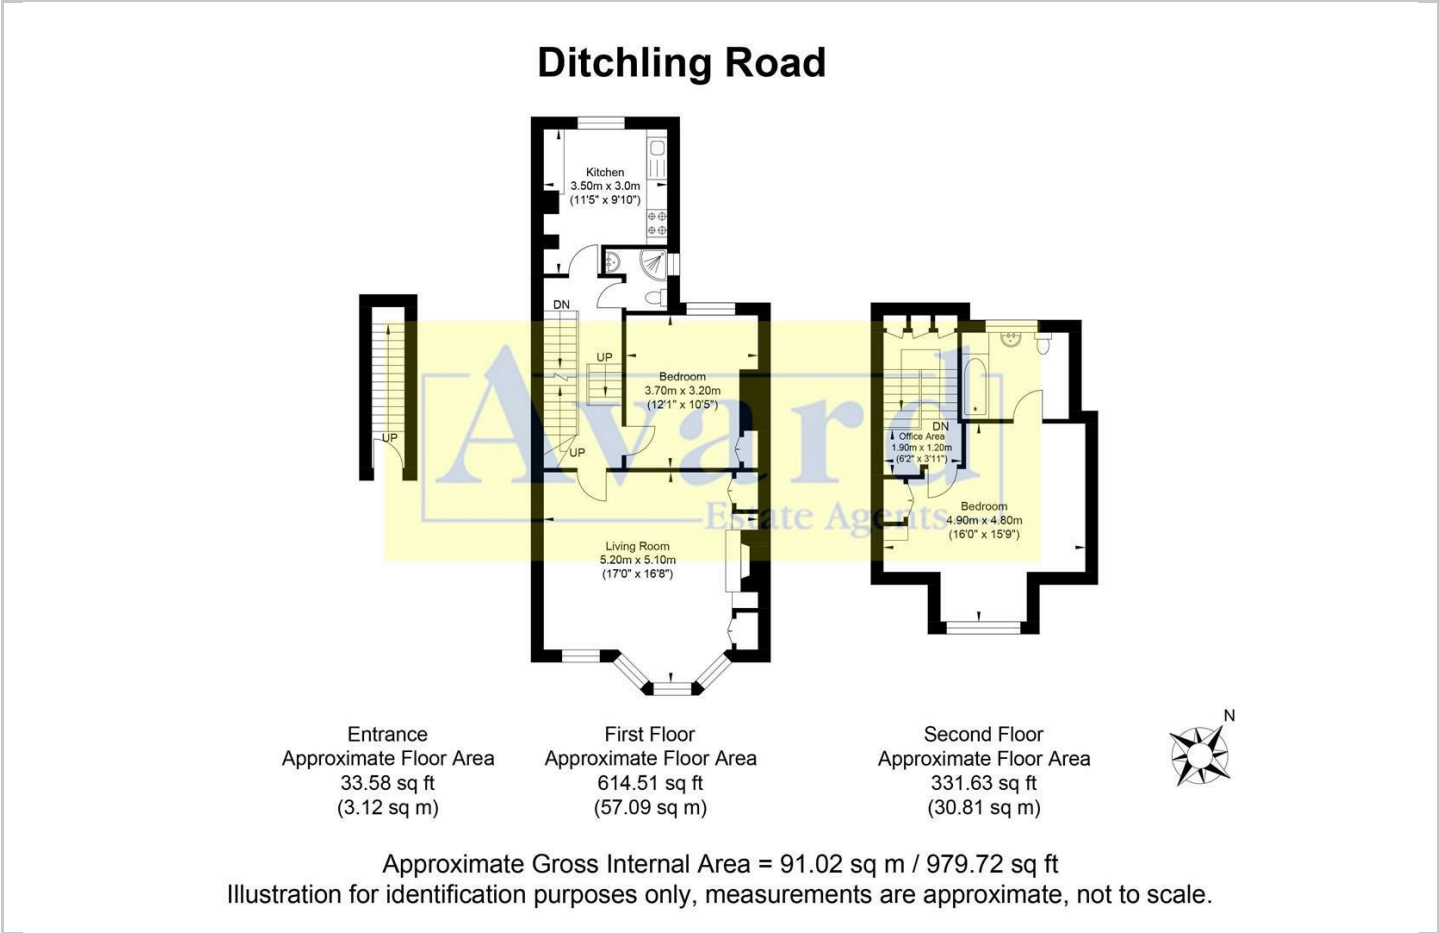 Ditchling Road
Kitchen
3.50m x 3.0m
(11'5" x 9'10")
DN
UP
UP
UP
Bedroom
3.70m x 3.20m
(12'1" x 10'5")
Living Room
5.20m x 5.10m
(17'0" x 16'8")
DN
Office Area
1.90m x 1.20m
(6'2" x 3'11")
Bedroom
4.90m x 4.80m
(16'0" x 15'9")
Avard
Estate Agents
Entrance
Approximate Floor Area
33.58 sq ft
(3.12 sq m)
First Floor
Approximate Floor Area
614.51 sq ft
(57.09 sq m)
Second Floor
Approximate Floor Area
331.63 sq ft
(30.81 sq m)
N
Approximate Gross Internal Area = 91.02 sq m / 979.72 sq ft
Illustration for identification purposes only, measurements are approximate, not to scale.